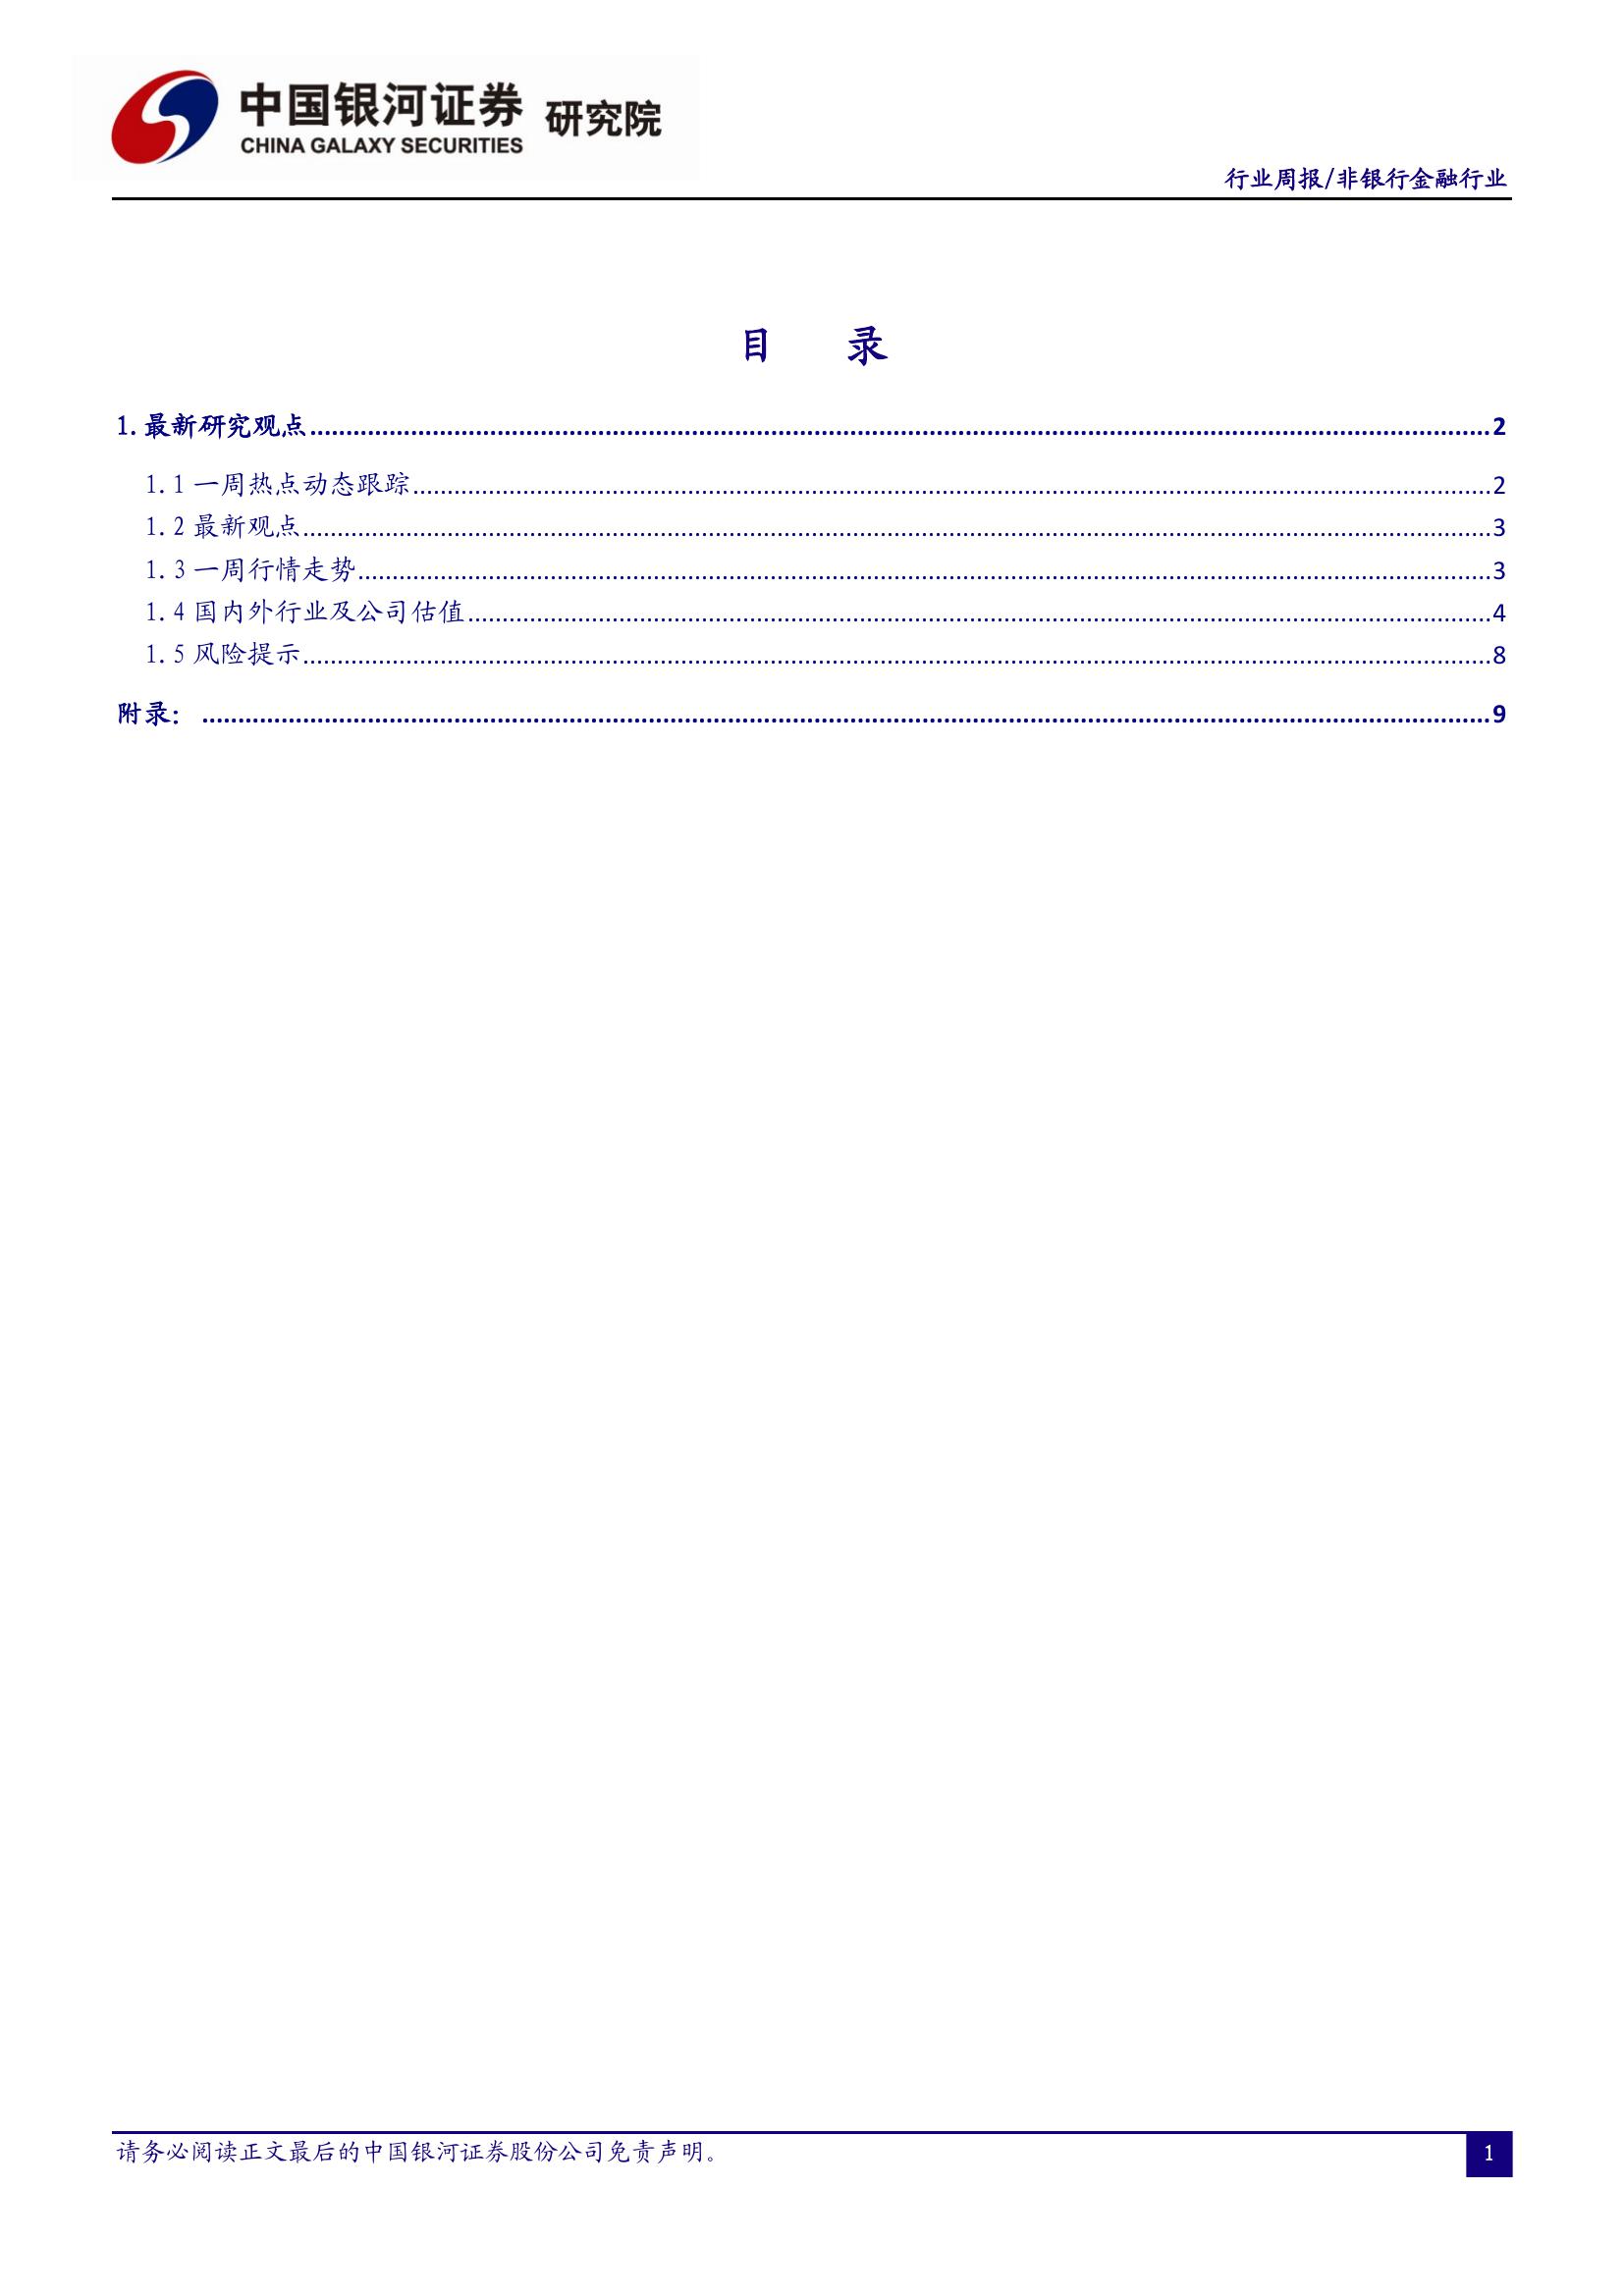 中国银河证券 研究院
CHINA GALAXY SECURITIES
行业周报/非银行金融行业
目 录
1.最新研究观点........2
1.1 一周热点动态跟踪........2
1.2 最新观点........3
1.3 一周行情走势........3
1.4 国内外行业及公司估值........4
1.5 风险提示........8
附录：........9
请务必阅读正文最后的中国银河证券股份公司免责声明。
1